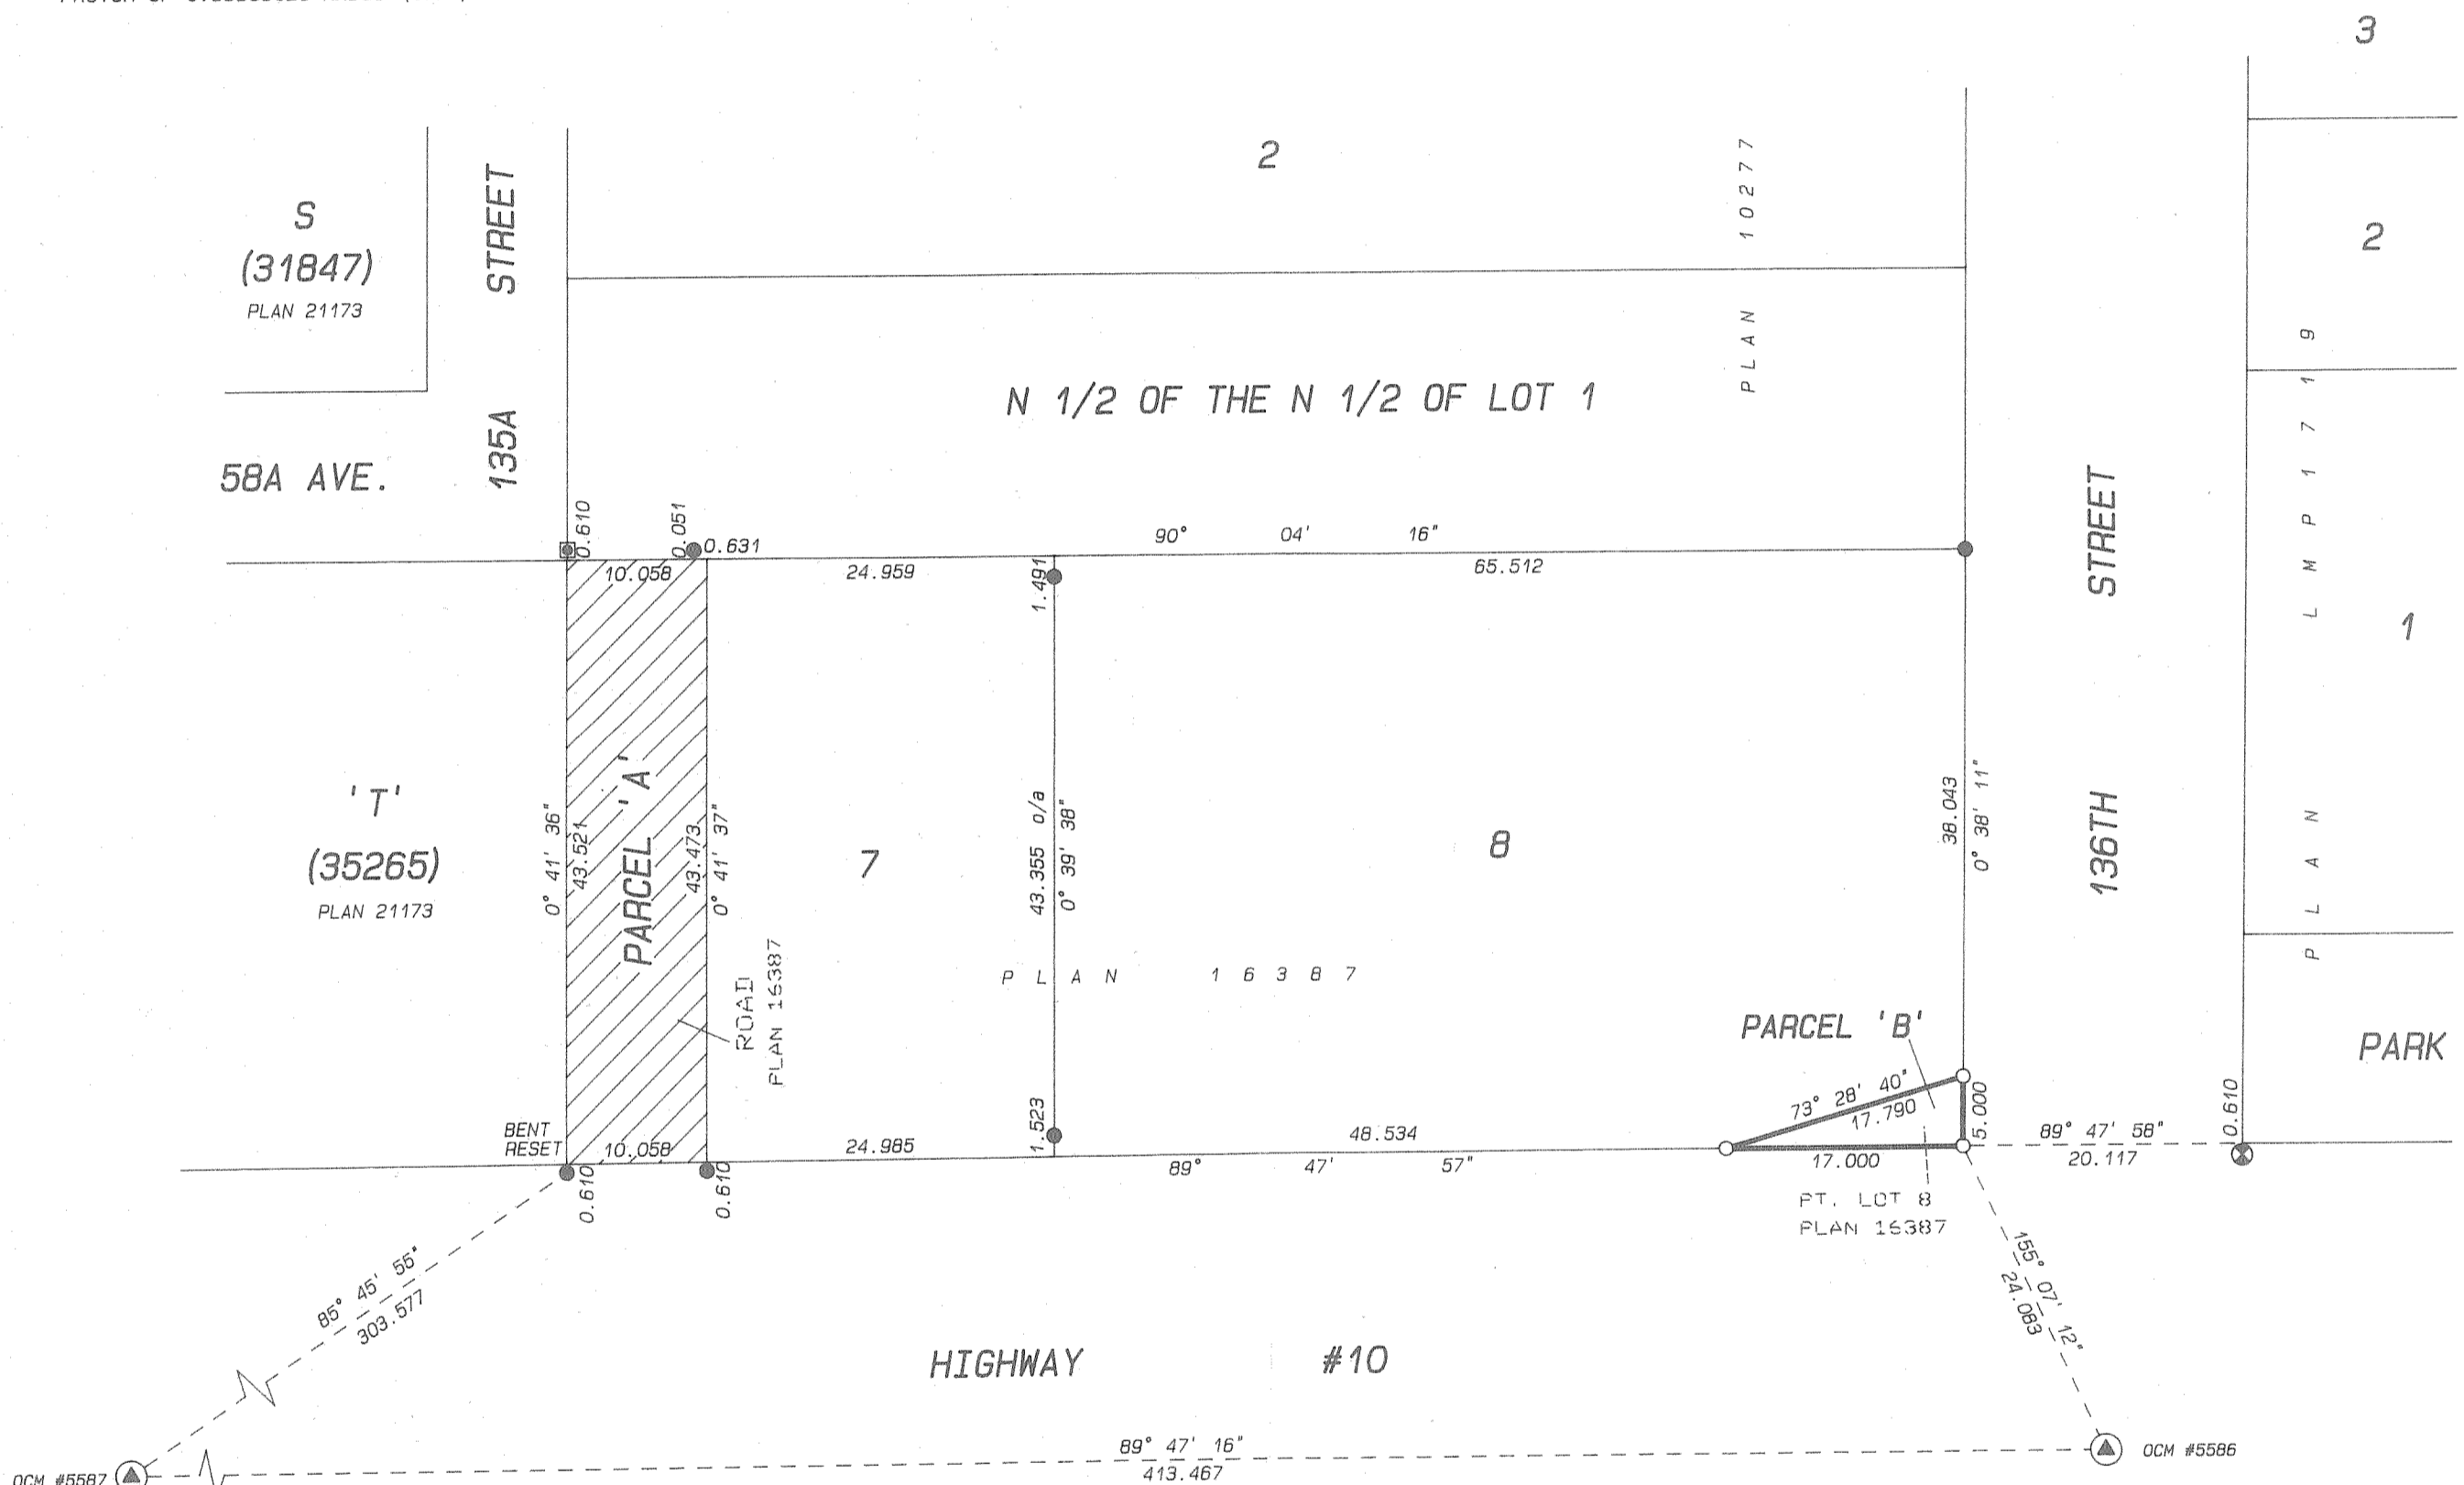 3
2
PLAN 10277
S
(31847)
PLAN 21173
135A STREET
2
N 1/2 OF THE N 1/2 OF LOT 1
58A AVE.
0.610
0.051
0.631
90° 04' 16"
10.058
24.959
1.491
65.512
136TH STREET
PLAN LMP17719
1
'T'
(35265)
PLAN 21173
0° 41' 36"
43.521
PARCEL 'A'
43.473
0° 41' 37"
7
43.355 o/a
0° 39' 38"
8
38.043
0° 38' 11"
ROAD
PLAN 16387
PLAN 16387
PARCEL 'B'
PARK
73° 28' 40"
17.790
5.000
BENT
RESET
10.058
24.985
1.523
48.534
89° 47' 57"
17.000
89° 47' 58"
20.117
0.610
0.610
0.610
PT. LOT 8
PLAN 16387
85° 45' 55"
303.577
155° 07' 12"
24.083
HIGHWAY #10
89° 47' 16"
413.467
OCM #5587
OCM #5586